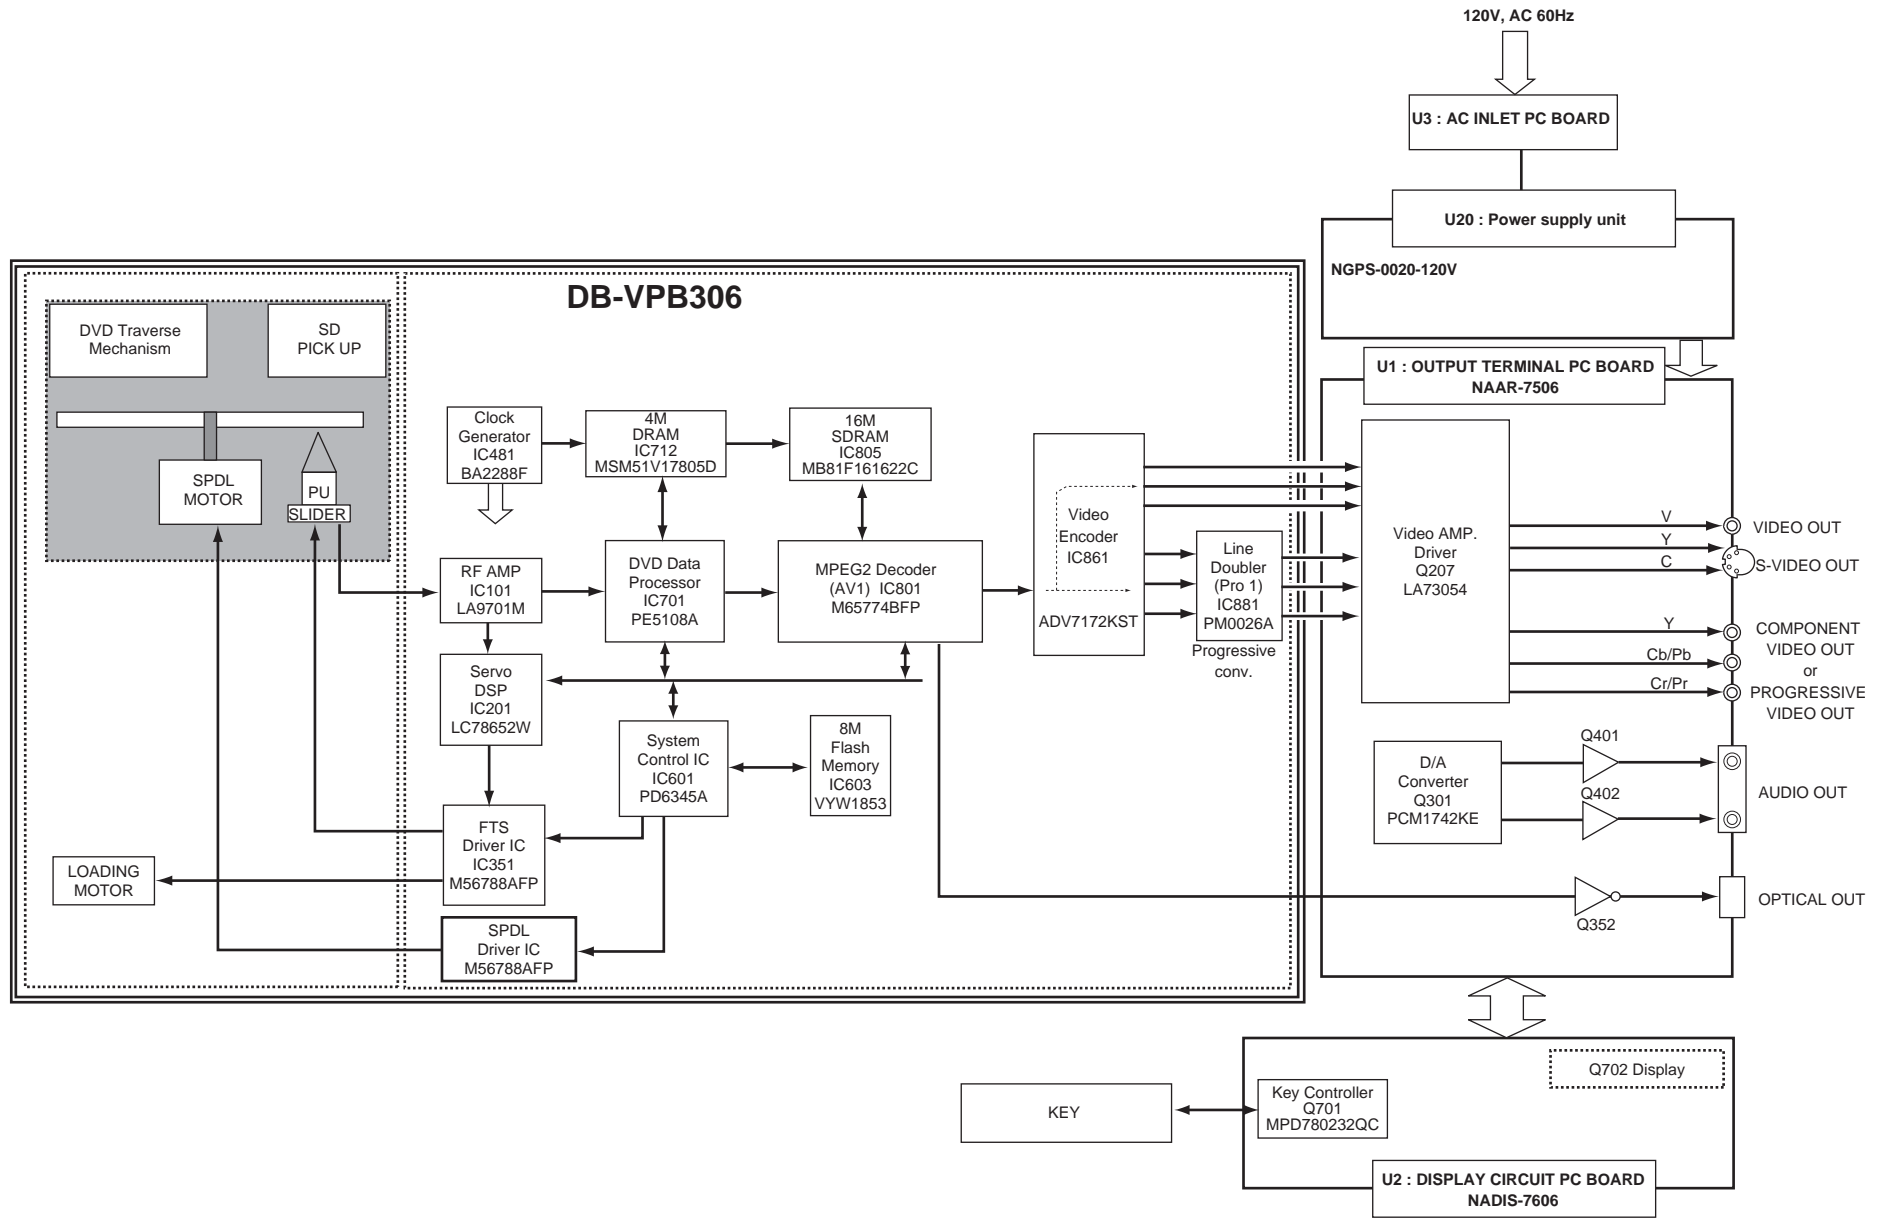 120V, AC 60Hz
U3 : AC INLET PC BOARD
U20 : Power supply unit
NGPS-0020-120V
DB-VPB306
DVD Traverse
Mechanism
SD
PICK UP
SPDL
MOTOR
PU
SLIDER
LOADING
MOTOR
Clock
Generator
IC481
BA2288F
4M
DRAM
IC712
MSM51V17805D
16M
SDRAM
IC805
MB81F161622C
RF AMP
IC101
LA9701M
DVD Data
Processor
IC701
PE5108A
MPEG2 Decoder
(AV1) IC801
M65774BFP
Video
Encoder
IC861
ADV7172KST
Line
Doubler
(Pro 1)
IC881
PM0026A
Progressive
conv.
Servo
DSP
IC201
LC78652W
System
Control IC
IC601
PD6345A
8M
Flash
Memory
IC603
VYW1853
FTS
Driver IC
IC351
M56788AFP
SPDL
Driver IC
M56788AFP
U1 : OUTPUT TERMINAL PC BOARD
NAAR-7506
Video AMP.
Driver
Q207
LA73054
V
VIDEO OUT
Y
C
S-VIDEO OUT
Y
Cb/Pb
Cr/Pr
COMPONENT
VIDEO OUT
or
PROGRESSIVE
VIDEO OUT
D/A
Converter
Q301
PCM1742KE
Q401
Q402
AUDIO OUT
Q352
OPTICAL OUT
KEY
Key Controller
Q701
MPD780232QC
Q702 Display
U2 : DISPLAY CIRCUIT PC BOARD
NADIS-7606